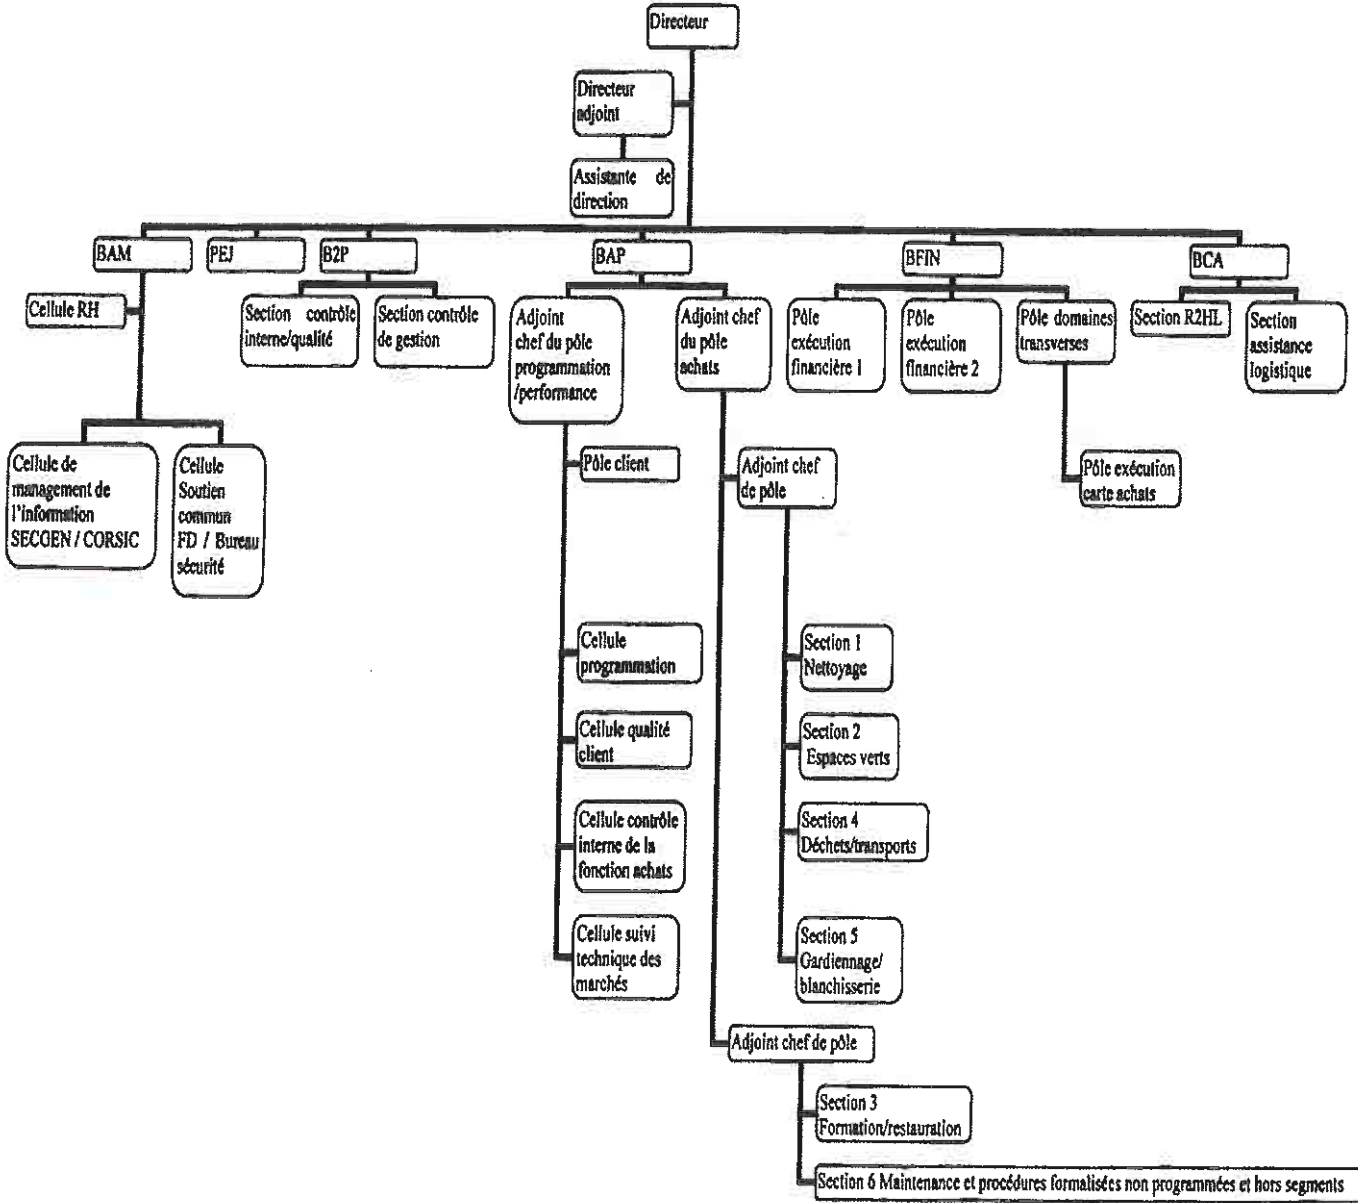 Directeur
Directeur
adjoint
Assistante de
direction
BAM
PEJ
B2P
BAP
BFIN
BCA
Cellule RH
Section contrôle
interne/qualité
Section contrôle
de gestion
Adjoint
chef du pôle
programmation
/performance
Adjoint chef
du pôle
achats
Pôle
exécution
financière 1
Pôle
exécution
financière 2
Pôle domaines
transverses
Section R2HL
Section
assistance
logistique
Cellule de
management de
l'information
SECGEN / CORSIC
Cellule
Soutien
commun
FD / Bureau
sécurité
Pôle client
Adjoint chef
de pôle
Pôle exécution
carte achats
Cellule
programmation
Cellule qualité
client
Cellule contrôle
interne de la
fonction achats
Cellule suivi
technique des
marchés
Section 1
Nettoyage
Section 2
Espaces verts
Section 4
Déchets/transports
Section 5
Gardiennage/
blanchisserie
Adjoint chef de pôle
Section 3
Formation/restauration
Section 6 Maintenance et procédures formalisées non programmées et hors segments